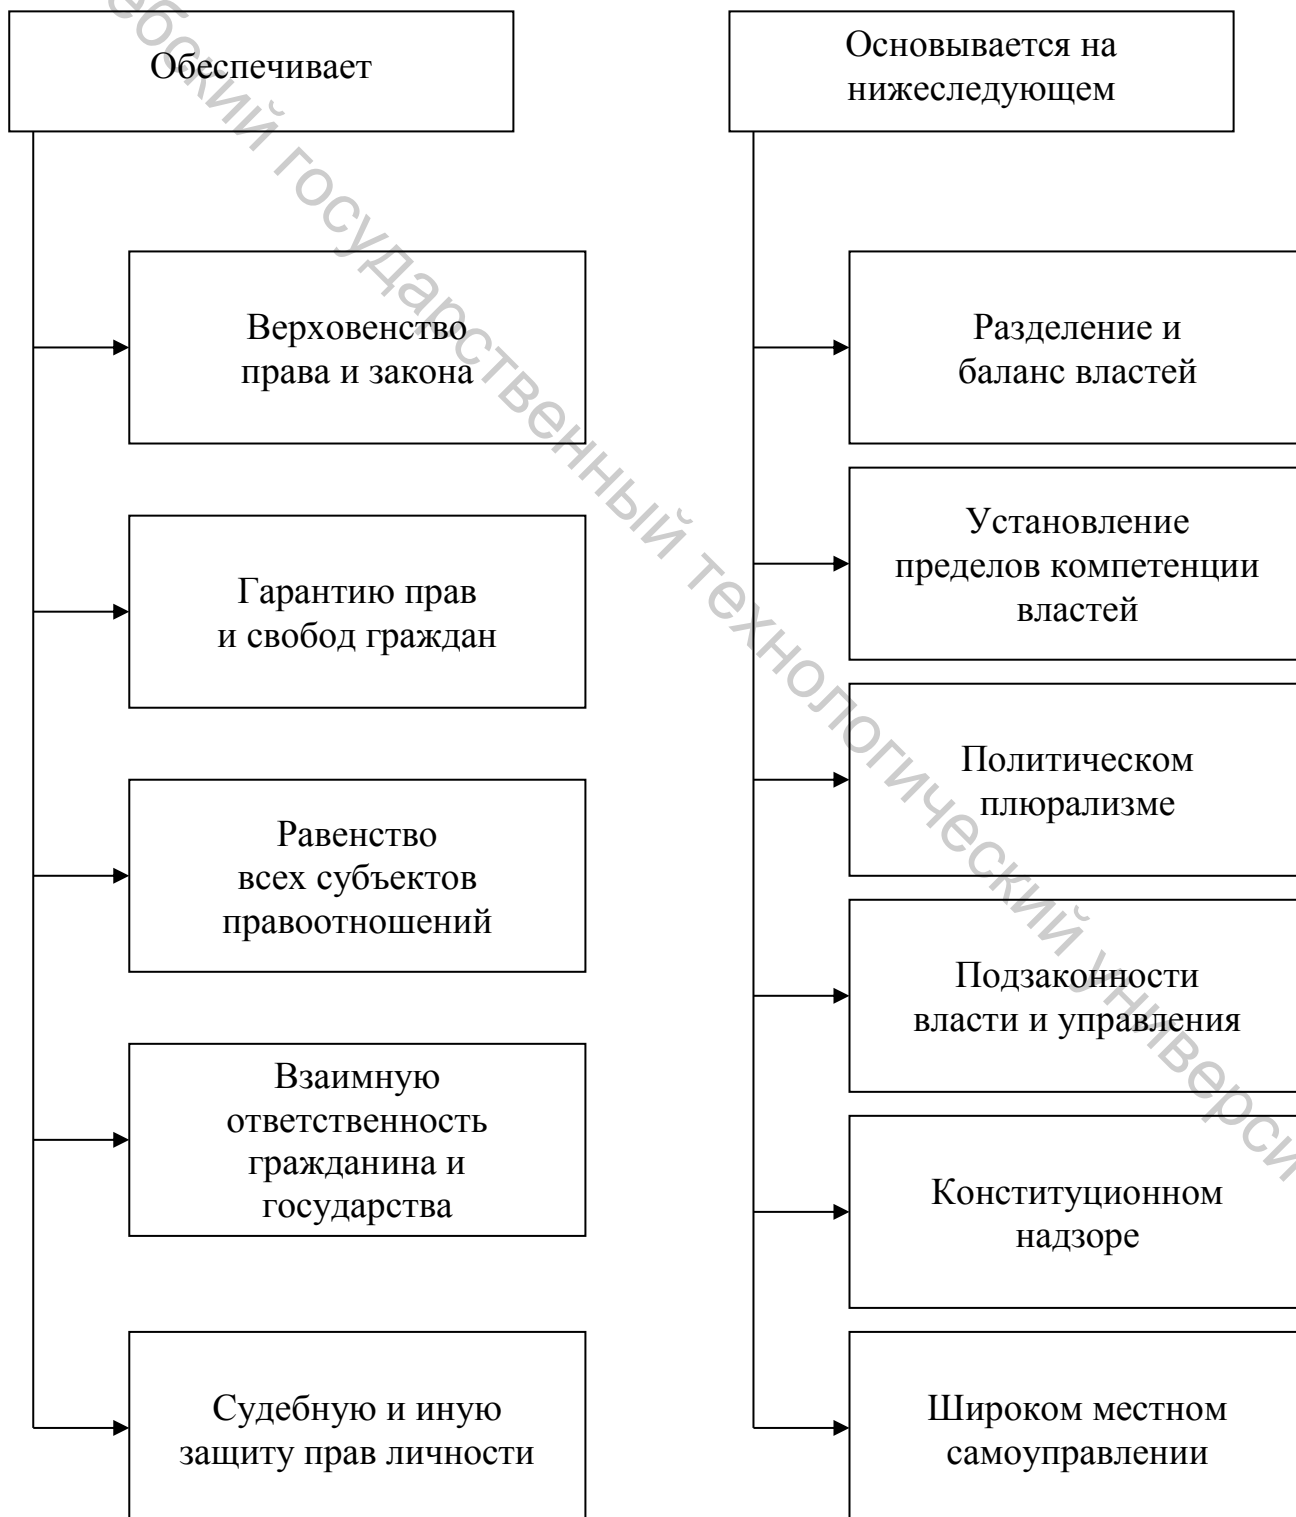 Обеспечивает
Верховенство
права и закона
Гарантию прав
и свобод граждан
Равенство
всех субъектов
правоотношений
Взаимную
ответственность
гражданина и
государства
Судебную и иную
защиту прав личности
Основывается на
нижеследующем
Разделение и
баланс властей
Установление
пределов компетенции
властей
Политическом
плюрализме
Подзаконности
власти и управления
Конституционном
надзоре
Широком местном
самоуправлении
государственный технологический